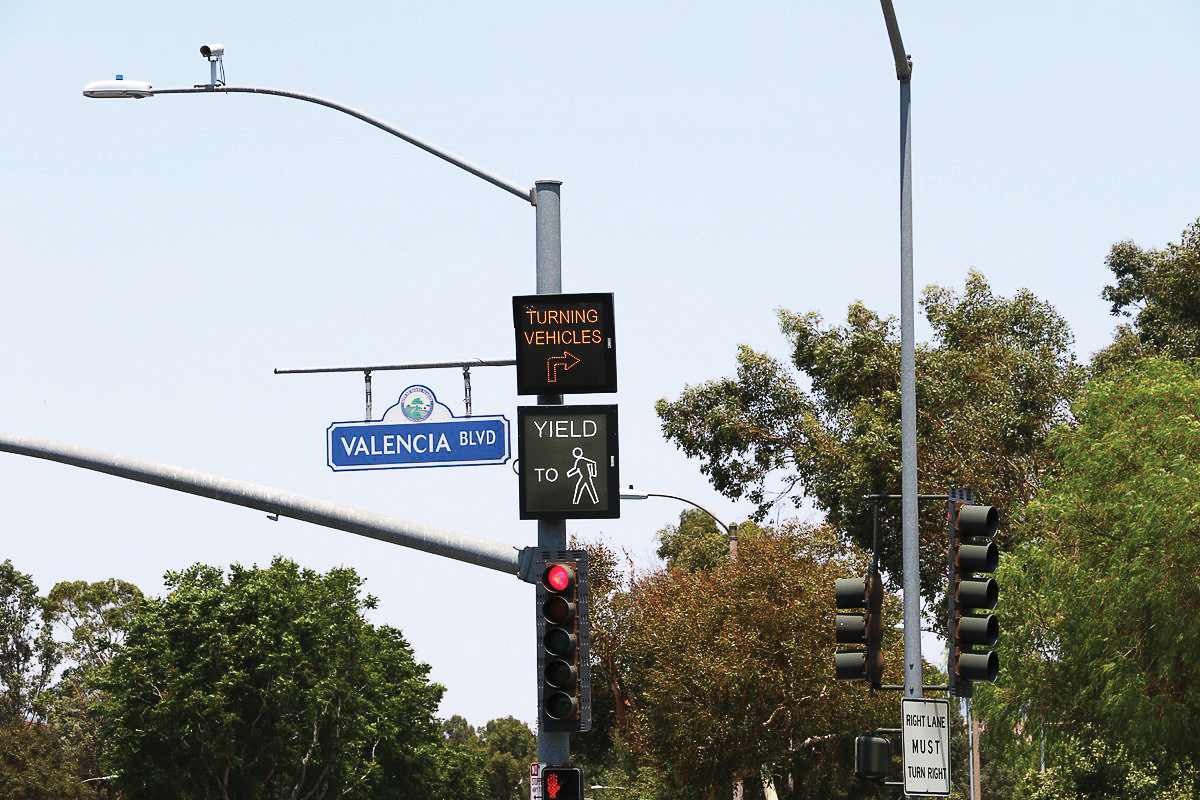 TURNING
VEHICLES
VALENCIA BLVD
YIELD
TO
RIGHT LANE
MUST
TURN RIGHT